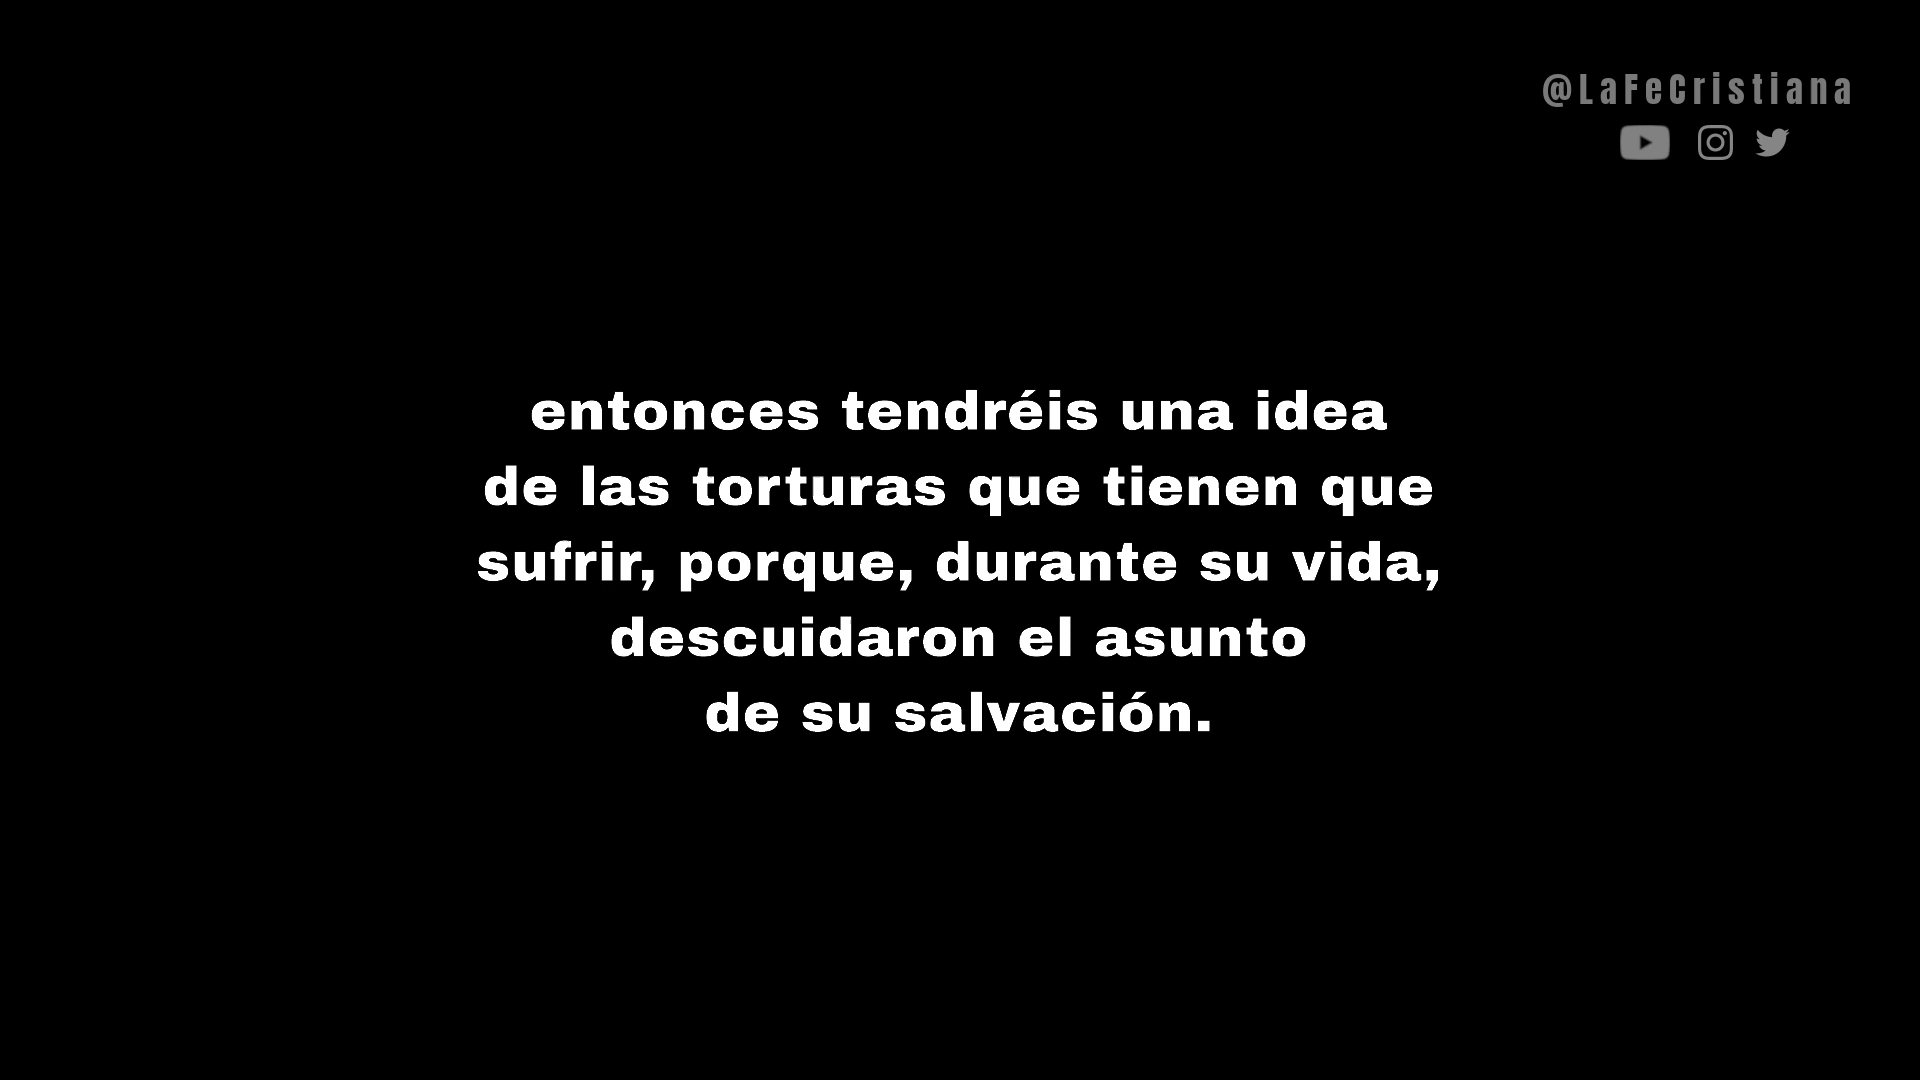 @LaFeCristiana
entonces tendréis una idea
de las torturas que tienen que
sufrir, porque, durante su vida,
descuidaron el asunto
de su salvación.